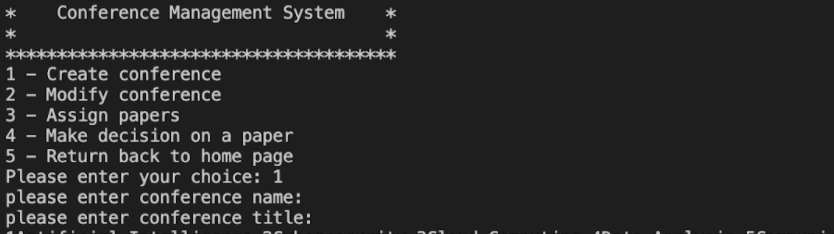 *    Conference Management System    *
*                                    *
**************************************
1 – Create conference
2 – Modify conference
3 – Assign papers
4 – Make decision on a paper
5 – Return back to home page
Please enter your choice: 1
please enter conference name:
please enter conference title: